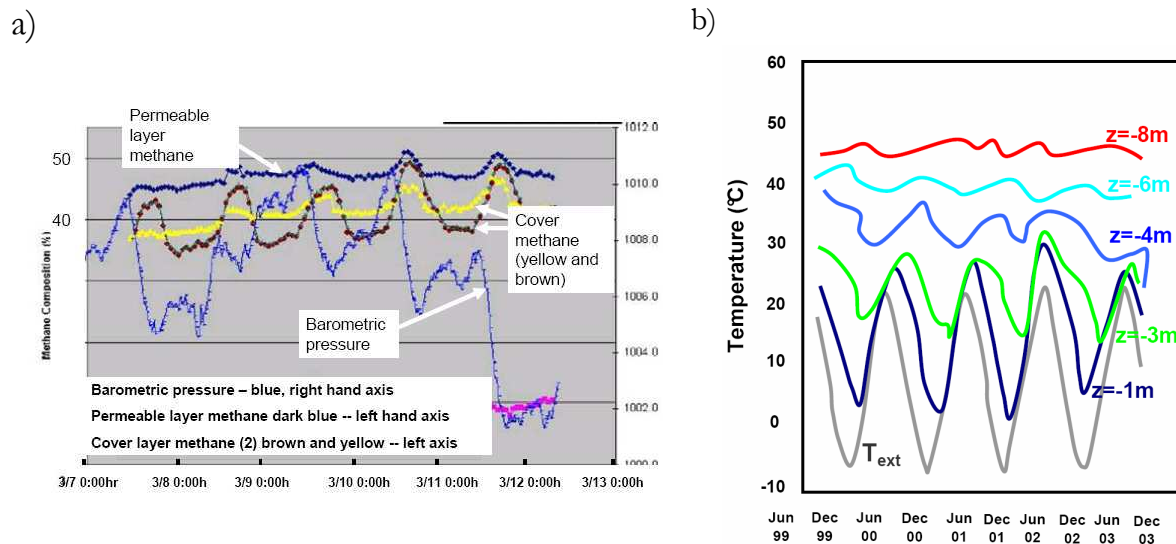 a)
Permeable
layer
methane
50
40
Methane Composition (%)
Cover
methane
(yellow and
brown)
Barometric
pressure
Barometric pressure – blue, right hand axis
Permeable layer methane dark blue -- left hand axis
Cover layer methane (2) brown and yellow -- left axis
1012.0
1010.0
1008.0
1006.0
1004.0
1002.0
1000.0
3/7 0:00hr
3/8 0:00h
3/9 0:00h
3/10 0:00h
3/11 0:00h
3/12 0:00h
3/13 0:00h
b)
Temperature (°C)
60
50
40
30
20
10
0
-10
z=-8m
z=-6m
z=-4m
z=-3m
z=-1m
Text
Jun 99
Dec 99
Jun 00
Dec 00
Jun 01
Dec 01
Jun 02
Dec 02
Jun 03
Dec 03